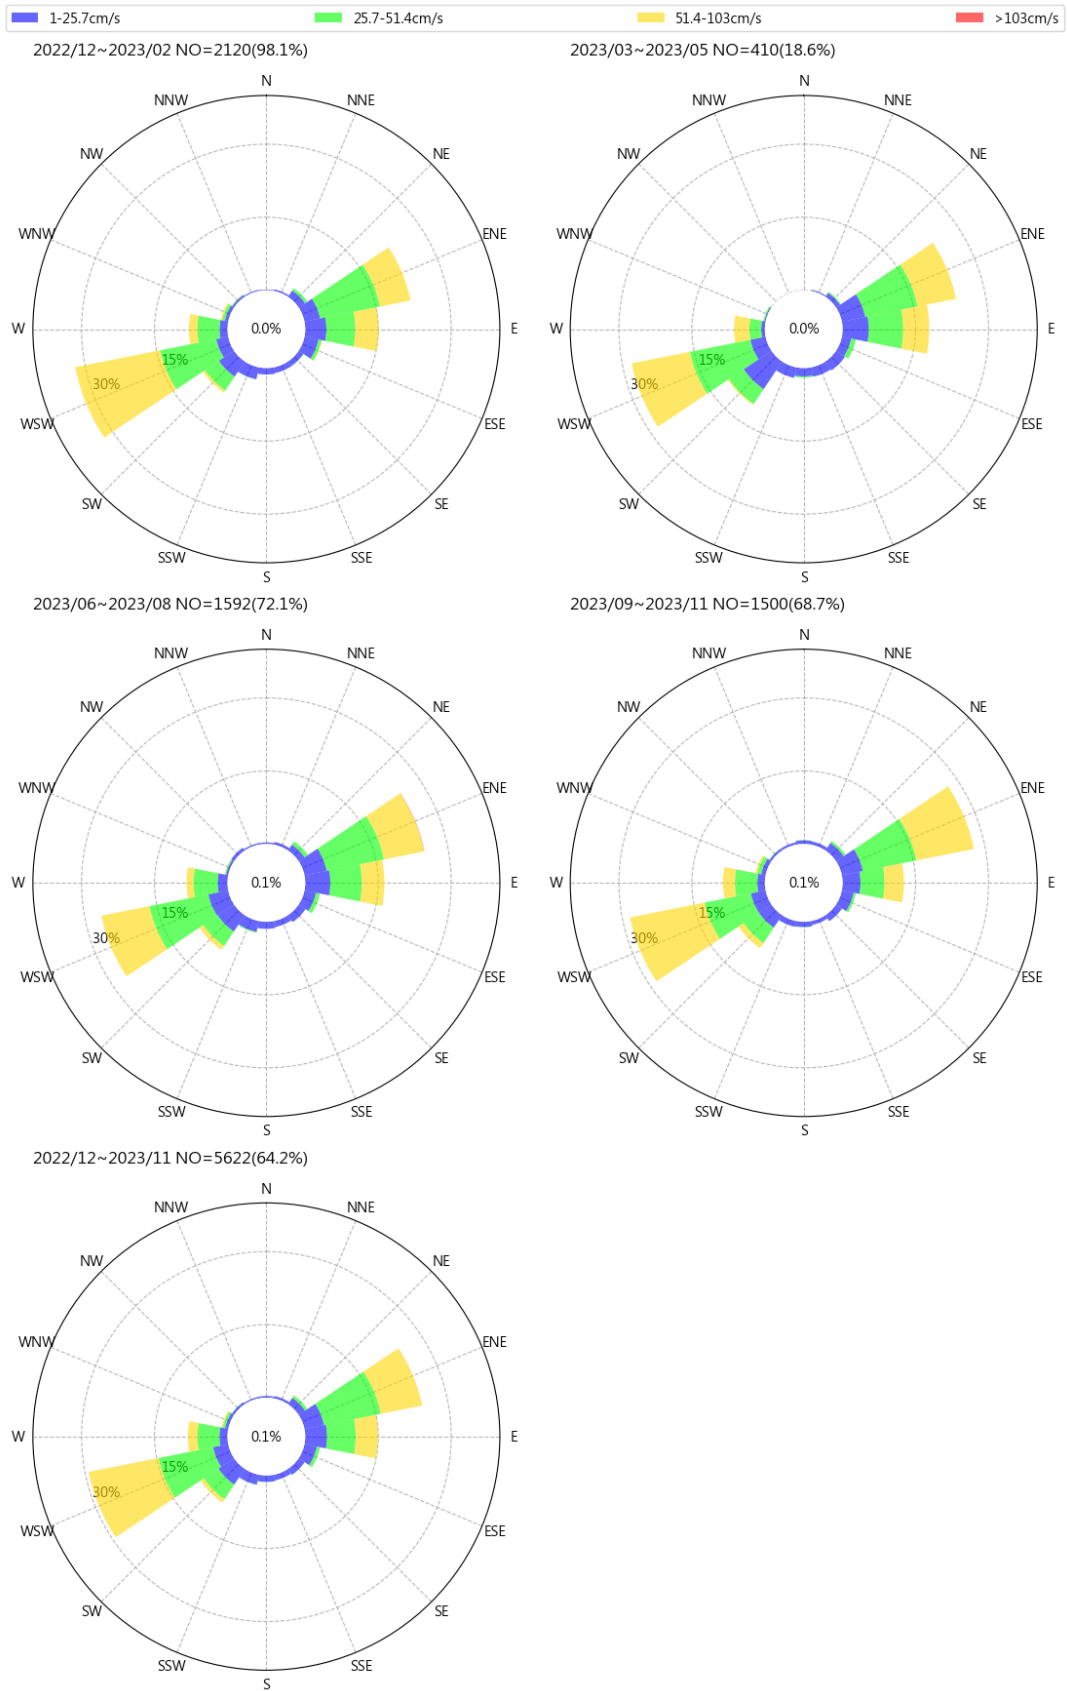 1-25.7cm/s 25.7-51.4cm/s 51.4-103cm/s >103cm/s
2022/12~2023/02 NO=2120(98.1%)
N
NNW NNE
NW NE
WNW ENE
W 0.0% E
15%
30%
WSW ESE
SW SE
SSW SSE
S
2023/03~2023/05 NO=410(18.6%)
N
NNW NNE
NW NE
WNW ENE
W 0.0% E
15%
30%
WSW ESE
SW SE
SSW SSE
S
2023/06~2023/08 NO=1592(72.1%)
N
NNW NNE
NW NE
WNW ENE
W 0.1% E
15%
30%
WSW ESE
SW SE
SSW SSE
S
2023/09~2023/11 NO=1500(68.7%)
N
NNW NNE
NW NE
WNW ENE
W 0.1% E
15%
30%
WSW ESE
SW SE
SSW SSE
S
2022/12~2023/11 NO=5622(64.2%)
N
NNW NNE
NW NE
WNW ENE
W 0.1% E
15%
30%
WSW ESE
SW SE
SSW SSE
S